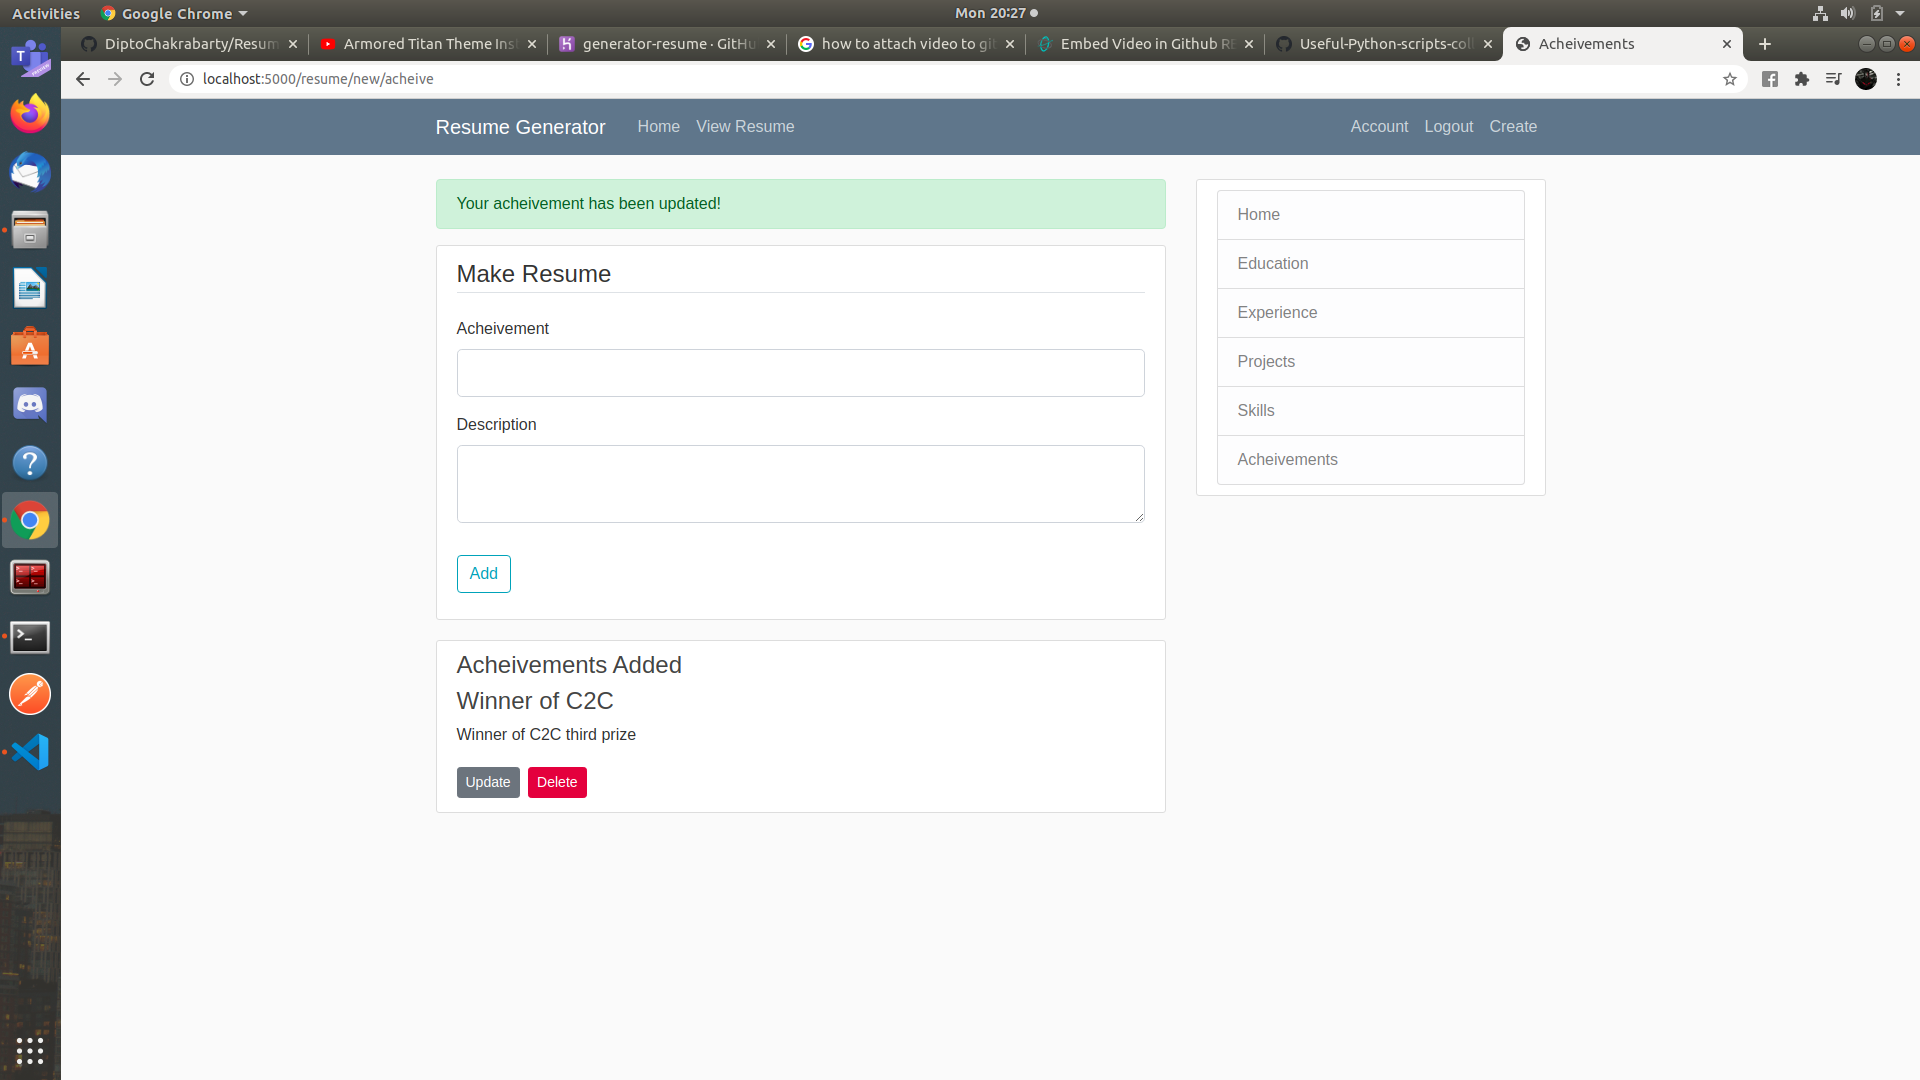 Activities
Google Chrome
Mon 20:27
DiptoChakrabarty/Resum
Armored Titan Theme Ins
generator-resume · GitHu
how to attach video to gi
Embed Video in Github RE
Useful-Python-scripts-col
Acheivements
localhost:5000/resume/new/acheive
Resume Generator
Home
View Resume
Account
Logout
Create
Your acheivement has been updated!
Make Resume
Acheivement
Description
Add
Acheivements Added
Winner of C2C
Winner of C2C third prize
Update
Delete
Home
Education
Experience
Projects
Skills
Acheivements